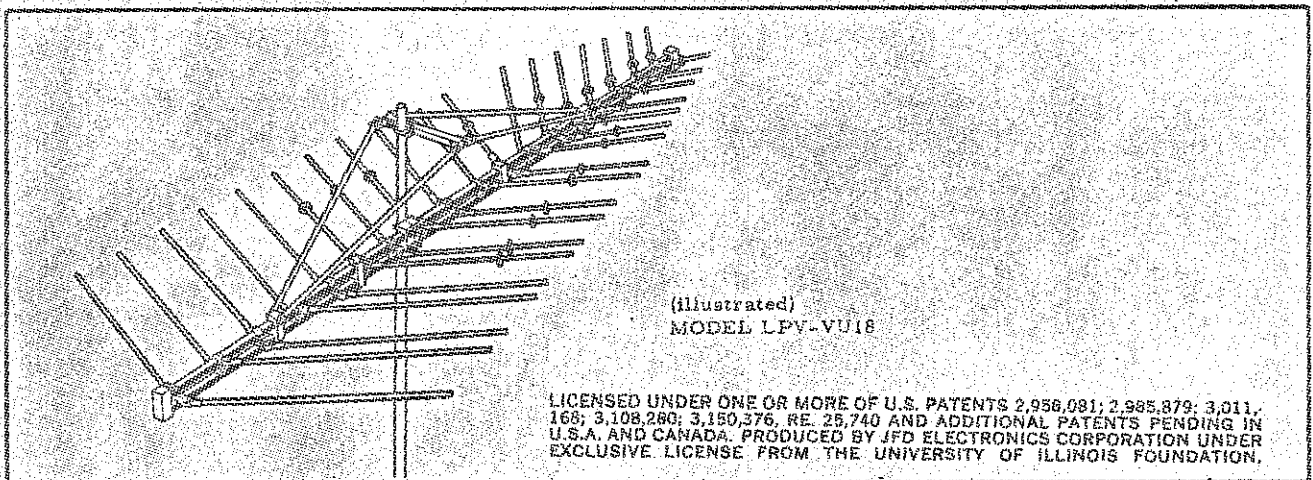 (illustrated)
MODEL LPV-VU18
LICENSED UNDER ONE OR MORE OF U.S. PATENTS 2,958,081; 2,985,879; 3,011,-
168; 3,108,280; 3,150,376, RE. 25,740 AND ADDITIONAL PATENTS PENDING IN
U.S.A. AND CANADA. PRODUCED BY JFD ELECTRONICS CORPORATION UNDER
EXCLUSIVE LICENSE FROM THE UNIVERSITY OF ILLINOIS FOUNDATION.